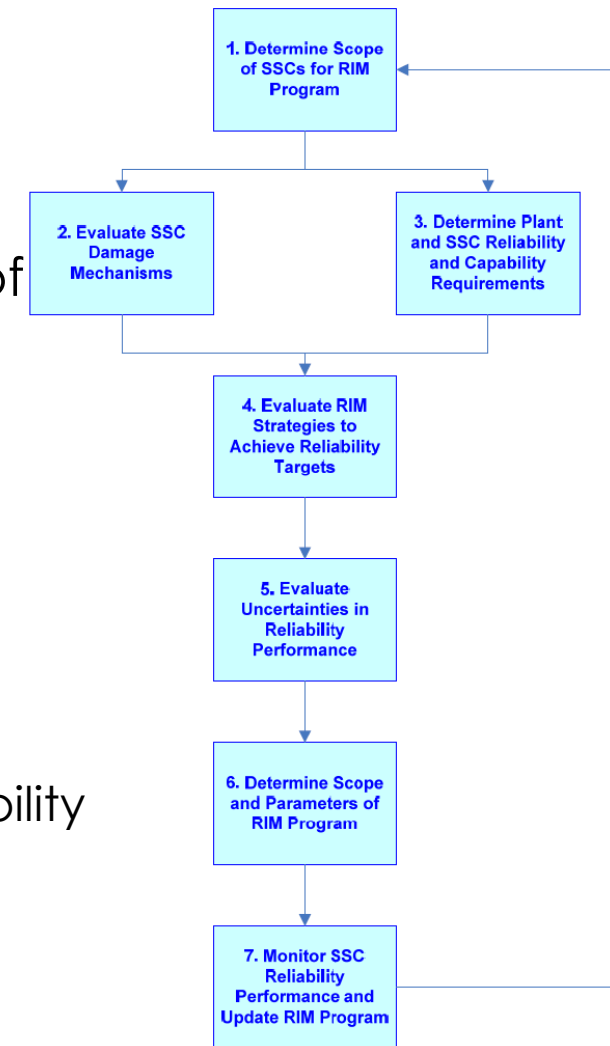 1. Determine Scope
of SSCs for RIM
Program
2. Evaluate SSC
Damage
Mechanisms
3. Determine Plant
and SSC Reliability
and Capability
Requirements
of
4. Evaluate RIM
Strategies to
Achieve Reliability
Targets
5. Evaluate
Uncertainties in
Reliability
Performance
6. Determine Scope
and Parameters of
RIM Program
bility
7. Monitor SSC
Reliability
Performance and
Update RIM Program